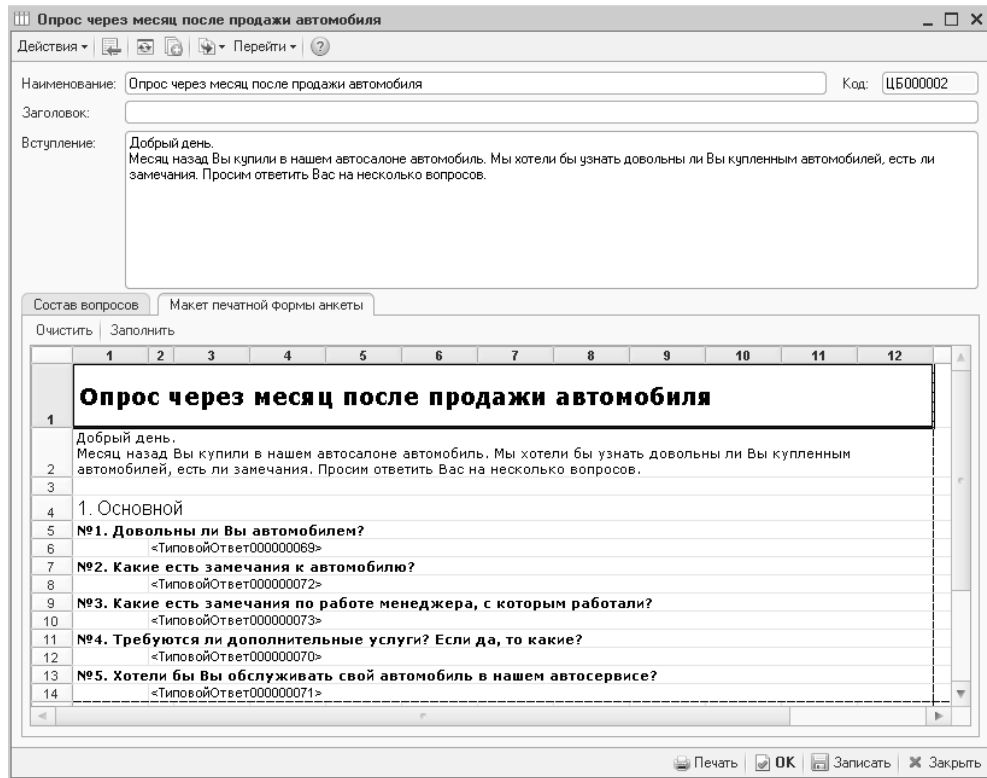 Опрос через месяц после продажи автомобиля
Действия Перейти ?
Наименование: Опрос через месяц после продажи автомобиля Код: ЦБ000002
Заголовок:
Вступление: Добрый день.
Месяц назад Вы купили в нашем автосалоне автомобиль. Мы хотели бы узнать довольны ли Вы купленным автомобилей, есть ли
замечания. Просим ответить Вас на несколько вопросов.
Состав вопросов Макет печатной формы анкеты
Очистить Заполнить
1 2 3 4 5 6 7 8 9 10 11 12
1 Опрос через месяц после продажи автомобиля
Добрый день.
Месяц назад Вы купили в нашем автосалоне автомобиль. Мы хотели бы узнать довольны ли Вы купленным
2 автомобилей, есть ли замечания. Просим ответить Вас на несколько вопросов.
3
4 1. Основной
5 №1. Довольны ли Вы автомобилем?
6 <ТиповойОтвет000000069>
7 №2. Какие есть замечания к автомобилю?
8 <ТиповойОтвет000000072>
9 №3. Какие есть замечания по работе менеджера, с которым работали?
10 <ТиповойОтвет000000073>
11 №4. Требуются ли дополнительные услуги? Если да, то какие?
12 <ТиповойОтвет000000070>
13 №5. Хотели бы Вы обслуживать свой автомобиль в нашем автосервисе?
14 <ТиповойОтвет000000071>
Печать OK Записать Закрыть